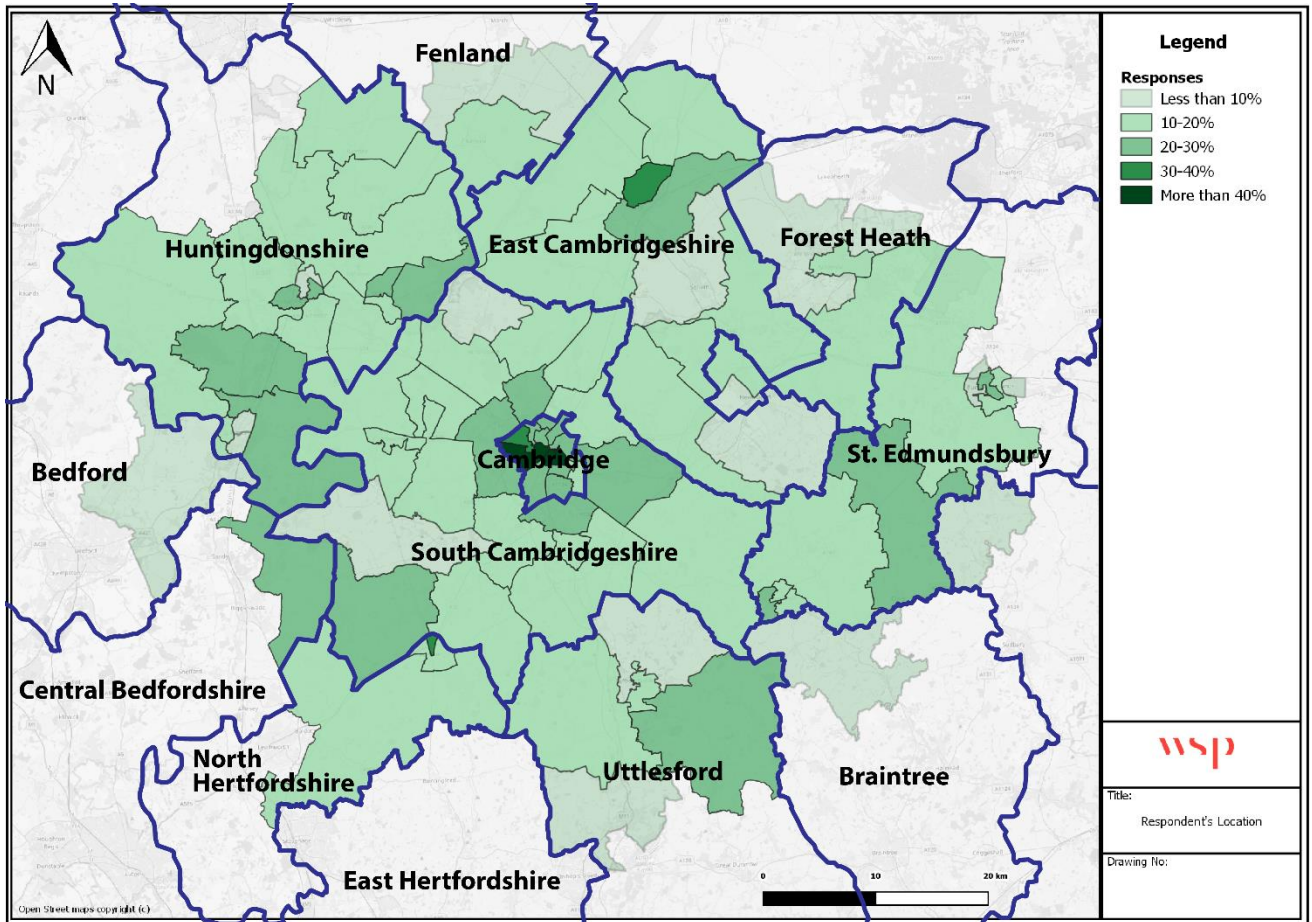 N
Fenland
Huntingdonshire
East Cambridgeshire
Forest Heath
Bedford
Cambridge
St. Edmundsbury
South Cambridgeshire
Central Bedfordshire
North
Hertfordshire
Uttlesford
Braintree
East Hertfordshire
0 10 20 km
Open Street maps copyright (c)
Legend
Responses
Less than 10%
10-20%
20-30%
30-40%
More than 40%
wsp
Title:
Respondent's Location
Drawing No: